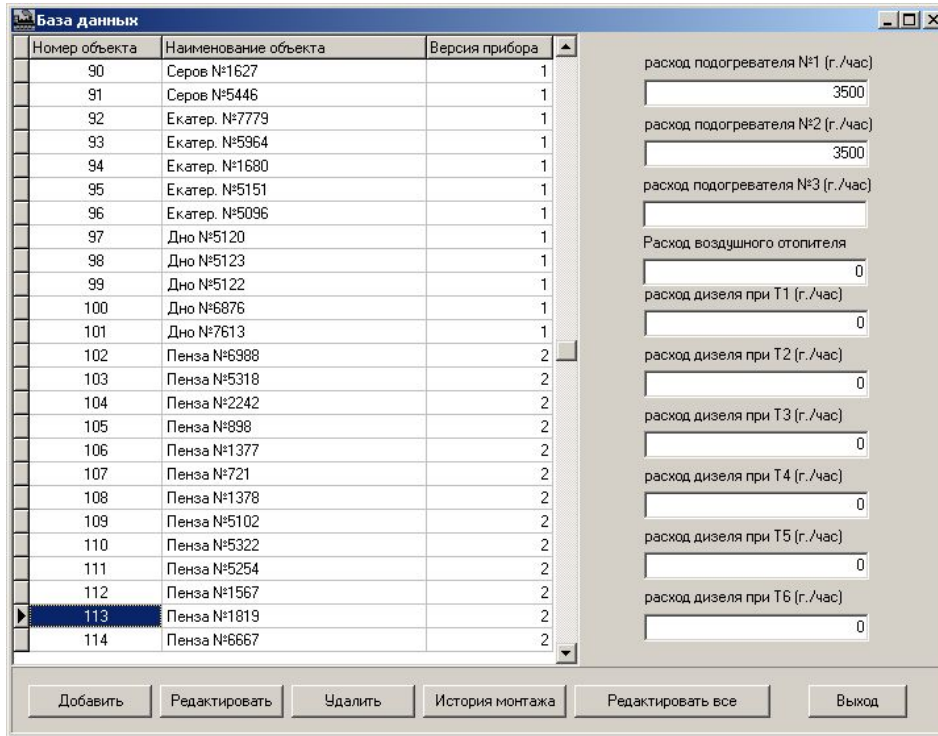 База данных
Номер объекта Наименование объекта Версия прибора
90 Серов №1627 1
91 Серов №5446 1
92 Екатер. №7779 1
93 Екатер. №5964 1
94 Екатер. №1680 1
95 Екатер. №5151 1
96 Екатер. №5096 1
97 Дно №5120 1
98 Дно №5123 1
99 Дно №5122 1
100 Дно №6876 1
101 Дно №7613 1
102 Пенза №6988 2
103 Пенза №5318 2
104 Пенза №2242 2
105 Пенза №898 2
106 Пенза №1377 2
107 Пенза №721 2
108 Пенза №1378 2
109 Пенза №5102 2
110 Пенза №5322 2
111 Пенза №5254 2
112 Пенза №1567 2
113 Пенза №1819 2
114 Пенза №6667 2
расход подогревателя №1 (г./час)
3500
расход подогревателя №2 (г./час)
3500
расход подогревателя №3 (г./час)
Расход воздушного отопителя
0
расход дизеля при Т1 (г./час)
0
расход дизеля при Т2 (г./час)
0
расход дизеля при Т3 (г./час)
0
расход дизеля при Т4 (г./час)
0
расход дизеля при Т5 (г./час)
0
расход дизеля при Т6 (г./час)
0
Добавить Редактировать Удалить История монтажа Редактировать все Выход